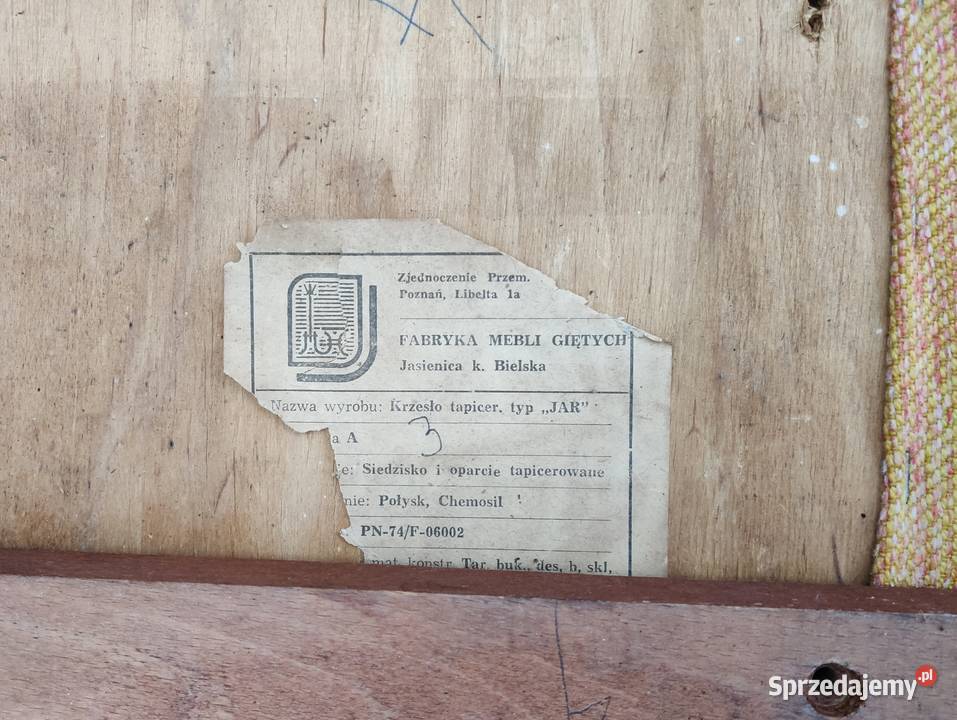 Zjednoczenie Przem.
Poznań, Libelta 1a
FABRYKA MEBLI GIĘTYCH
Jasienica k. Bielska
Nazwa wyrobu: Krzesło tapicer. typ „JAR”
a A 3
e: Siedzisko i oparcie tapicerowane
nie: Połysk, Chemosil
PN-74/F-06002
mat. konstr. Tar. buk., des. b. skl.
Sprzedajemy.pl